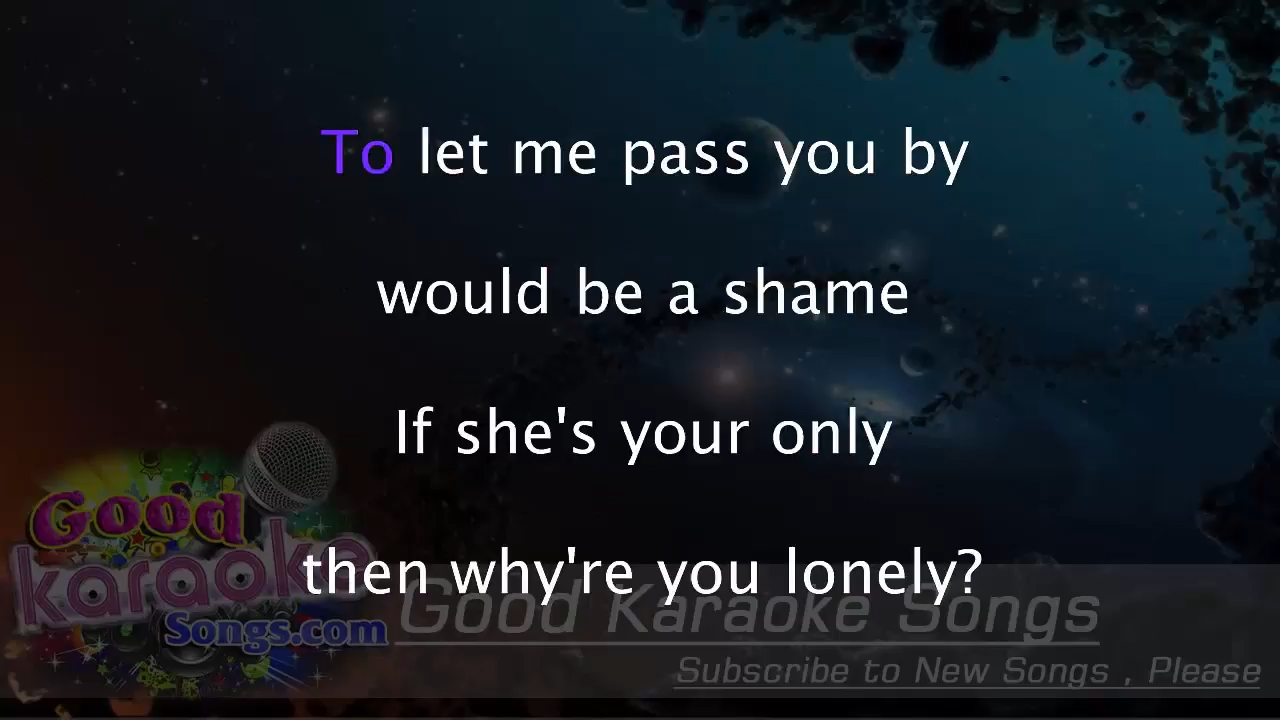 To let me pass you by
would be a shame
If she's your only
then why're you lonely?
Good
karaoke
Songs.com
Good Karaoke Songs
Subscribe to New Songs , Please